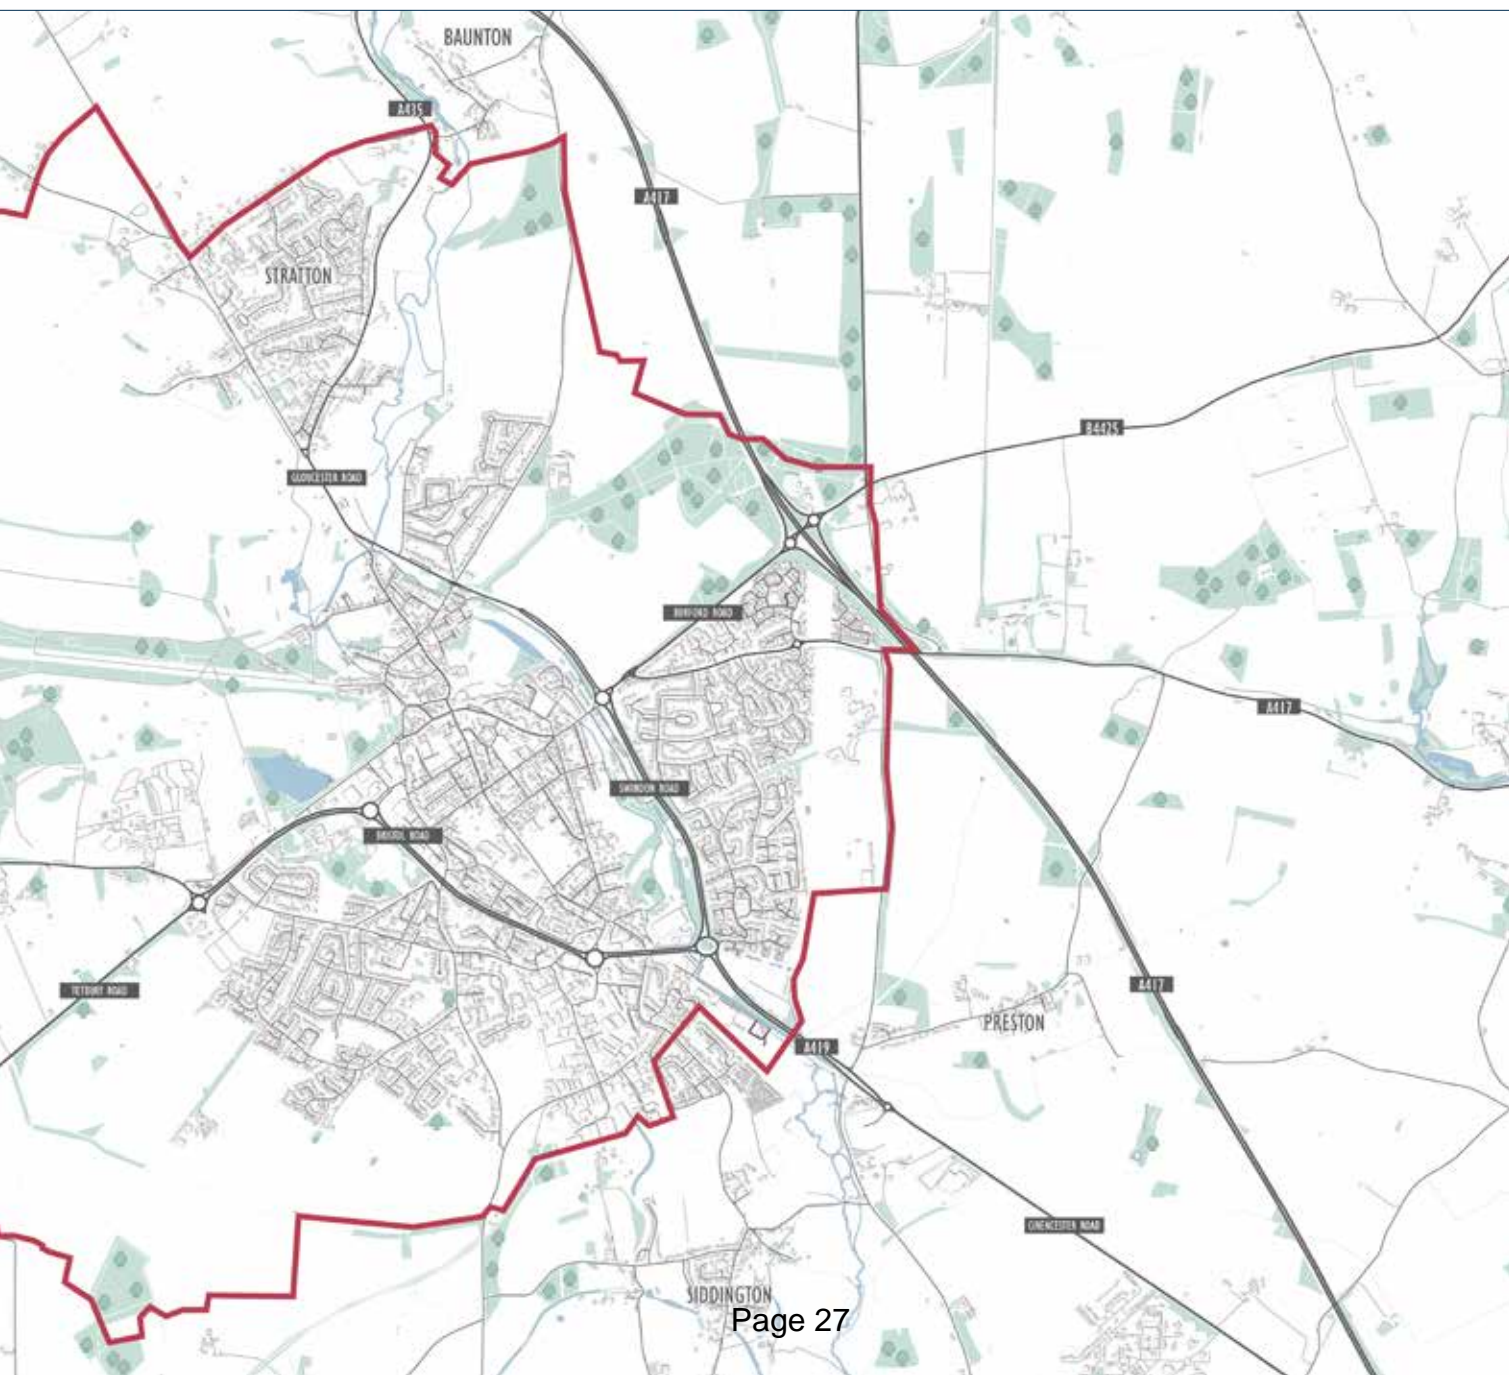 BAUNTON
A435
A417
STRATTON
B4425
GLOUCESTER ROAD
BURFORD ROAD
A417
SWINDON ROAD
BRISTOL ROAD
TETBURY ROAD
A417
PRESTON
A419
CIRENCESTER ROAD
SIDDINGTON
Page 27